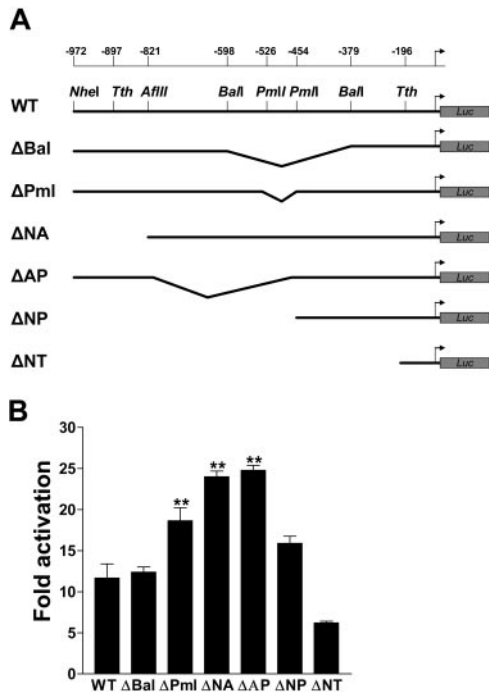 A
-972 -897 -821 -598 -526 -454 -379 -196
NheI Tth AflII BalI PmlI PmlI BalI Tth
WT Luc
ΔBal Luc
ΔPml Luc
ΔNA Luc
ΔAP Luc
ΔNP Luc
ΔNT Luc
B
30
25
20
15
10
5
0
Fold activation
** ** **
WT ΔBal ΔPml ΔNA ΔAP ΔNP ΔNT